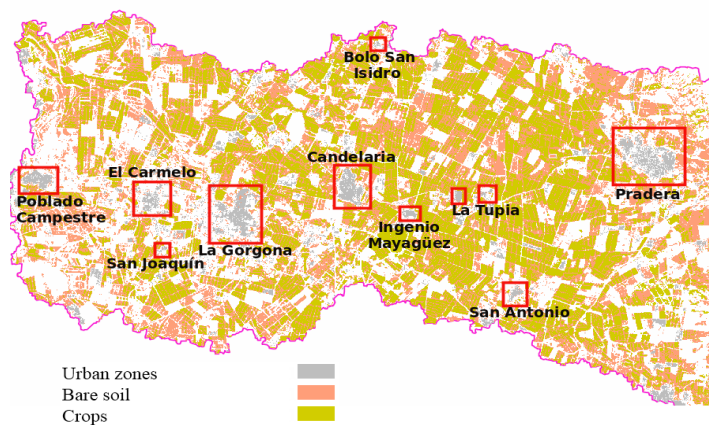 Bolo San
Isidro
Candelaria
El Carmelo
Pradera
Poblado
Campestre
La Tupia
Ingenio
Mayagüez
La Gorgona
San Joaquín
San Antonio
Urban zones
Bare soil
Crops